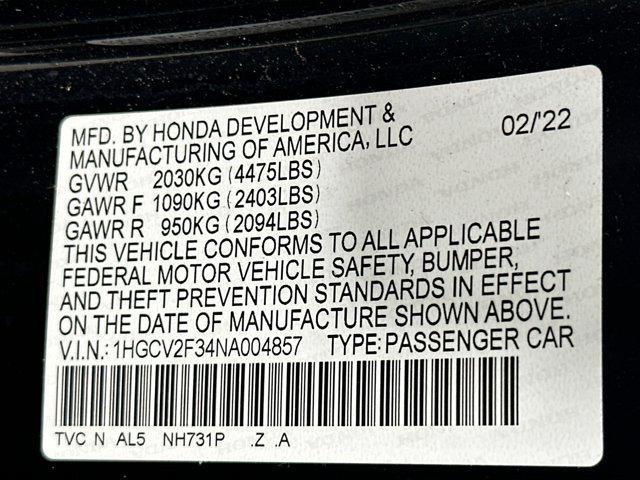 MFD. BY HONDA DEVELOPMENT &
MANUFACTURING OF AMERICA, LLC 02/'22
GVWR 2030KG (4475LBS)
GAWR F 1090KG (2403LBS)
GAWR R 950KG (2094LBS)
THIS VEHICLE CONFORMS TO ALL APPLICABLE
FEDERAL MOTOR VEHICLE SAFETY, BUMPER,
AND THEFT PREVENTION STANDARDS IN EFFECT
ON THE DATE OF MANUFACTURE SHOWN ABOVE.
V.I.N.: 1HGCV2F34NA004857 TYPE: PASSENGER CAR
TVC N AL5 NH731P .Z .A